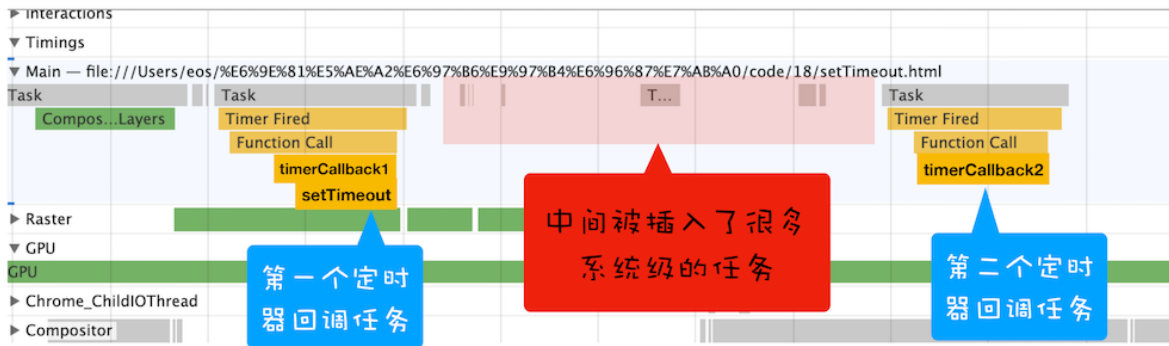 Interactions
Timings
Main — file:///Users/eos/%E6%9E%81%E5%AE%A2%E6%97%B6%E9%97%B4%E6%96%87%E7%AB%A0/code/18/setTimeout.html
Task
Task
T...
Task
Compos...Layers
Timer Fired
Timer Fired
Function Call
Function Call
timerCallback1
timerCallback2
setTimeout
中间被插入了很多
系统级的任务
Raster
GPU
GPU
第一个定时
器回调任务
第二个定时
器回调任务
Chrome_ChildIOThread
Compositor